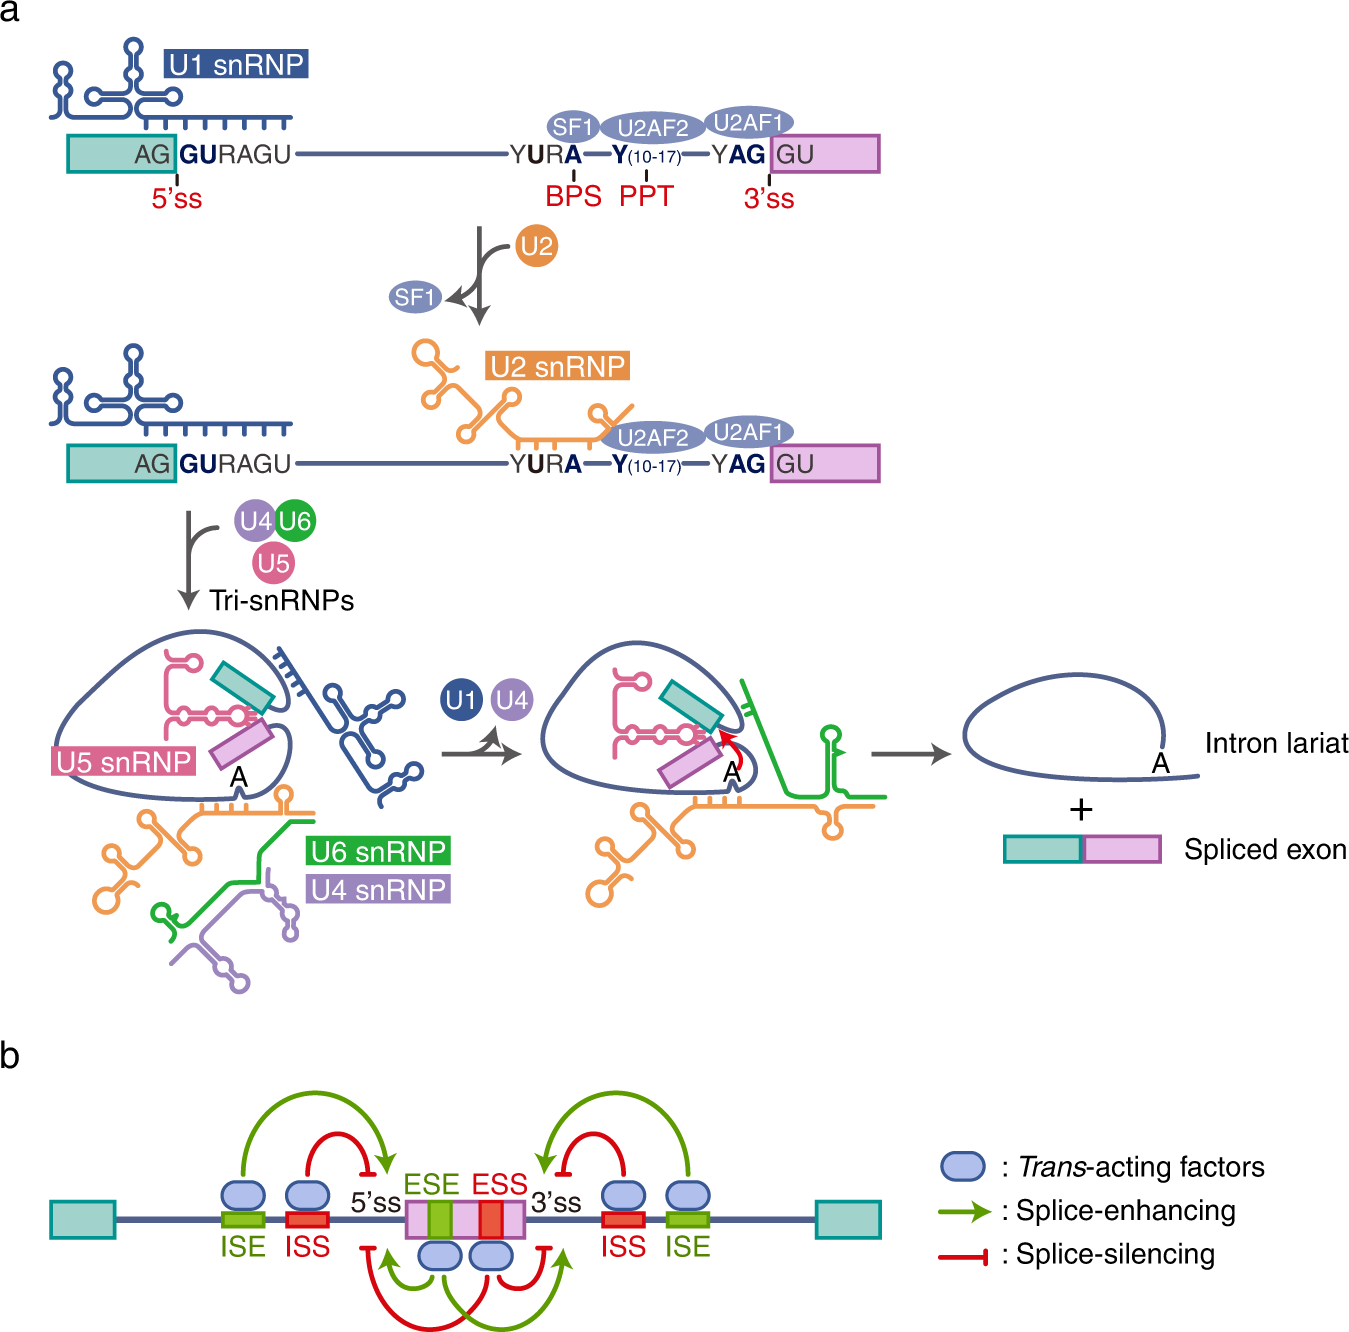 a
U1 snRNP
SF1 U2AF2 U2AF1
AG GURAGU YURA Y(10-17) YAG GU
5'ss BPS PPT 3'ss
U2
SF1
U2 snRNP
U2AF2 U2AF1
AG GURAGU YURA Y(10-17) YAG GU
U4 U6
U5
Tri-snRNPs
U1 U4
U5 snRNP
A
A
A
Intron lariat
+
U6 snRNP
U4 snRNP
Spliced exon
b
ESE ESS
5'ss 3'ss
ISE ISS ISS ISE
: Trans-acting factors
: Splice-enhancing
: Splice-silencing